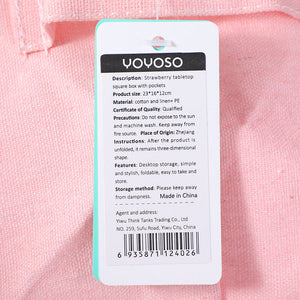 YOYOSO
Description: Strawberry tabletop
square box with pockets
Product size: 23*16*12cm
Material: cotton and linen+ PE
Certificate of Quality: Qualified
Precautions: Do not expose to the sun
and machine wash. Keep away from
fire source. Place of Origin: Zhejiang
Instructions: After the product is
unfolded, it remains three-dimensional
shape.
Features: Desktop storage, simple
and stylish, foldable, easy to take and
store.
Storage method: Please keep away
from dampness. Made in China
Agent and address:
Yiwu Think Tanks Trading Co., Ltd
NO. 259, Sufu Road, Yiwu City, China
6 935871 124026